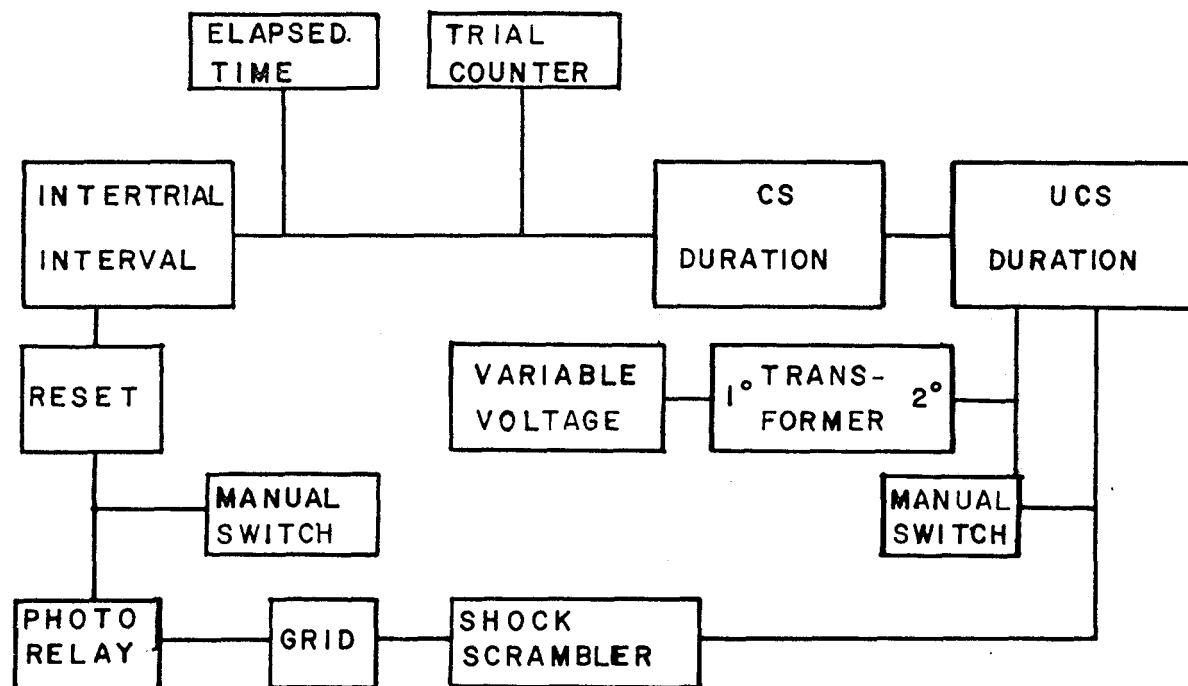 ELAPSED.
TIME
TRIAL
COUNTER
INTERTRIAL
INTERVAL
CS
DURATION
UCS
DURATION
RESET
VARIABLE
VOLTAGE
1° TRANS- 2°
FORMER
MANUAL
SWITCH
MANUAL
SWITCH
PHOTO
RELAY
GRID
SHOCK
SCRAMBLER